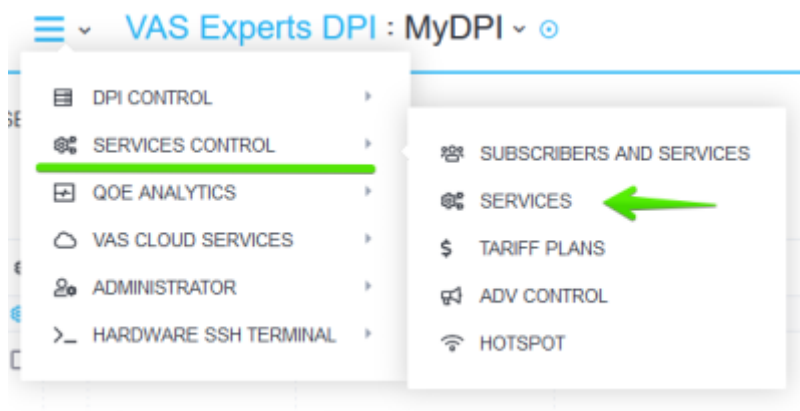 VAS Experts DPI : MyDPI
DPI CONTROL
SERVICES CONTROL
QOE ANALYTICS
VAS CLOUD SERVICES
ADMINISTRATOR
HARDWARE SSH TERMINAL
SUBSCRIBERS AND SERVICES
SERVICES
TARIFF PLANS
ADV CONTROL
HOTSPOT